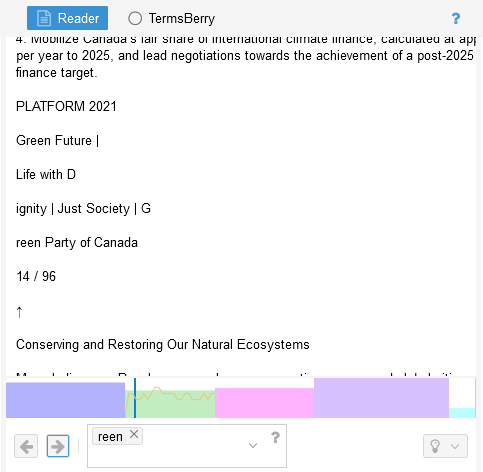 Reader
TermsBerry
?
4. Mobilize Canada's fair share of international climate finance, calculated at
per year to 2025, and lead negotiations towards the achievement of a post-2025
finance target.
PLATFORM 2021
Green Future |
Life with D
ignity | Just Society | G
reen Party of Canada
14 / 96
↑
Conserving and Restoring Our Natural Ecosystems
reen ×
?